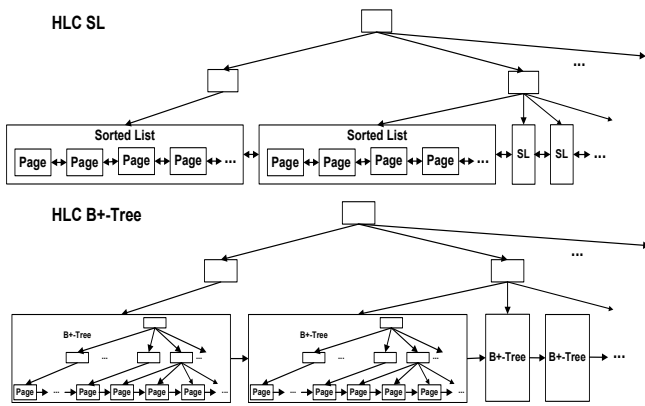 HLC SL
...
Sorted List
Page Page Page Page ...
Sorted List
Page Page Page Page ...
SL SL ...
HLC B+-Tree
...
B+-Tree
... ...
Page ... Page Page Page Page ...
B+-Tree
... ...
Page ... Page Page Page Page ...
B+-Tree B+-Tree ...